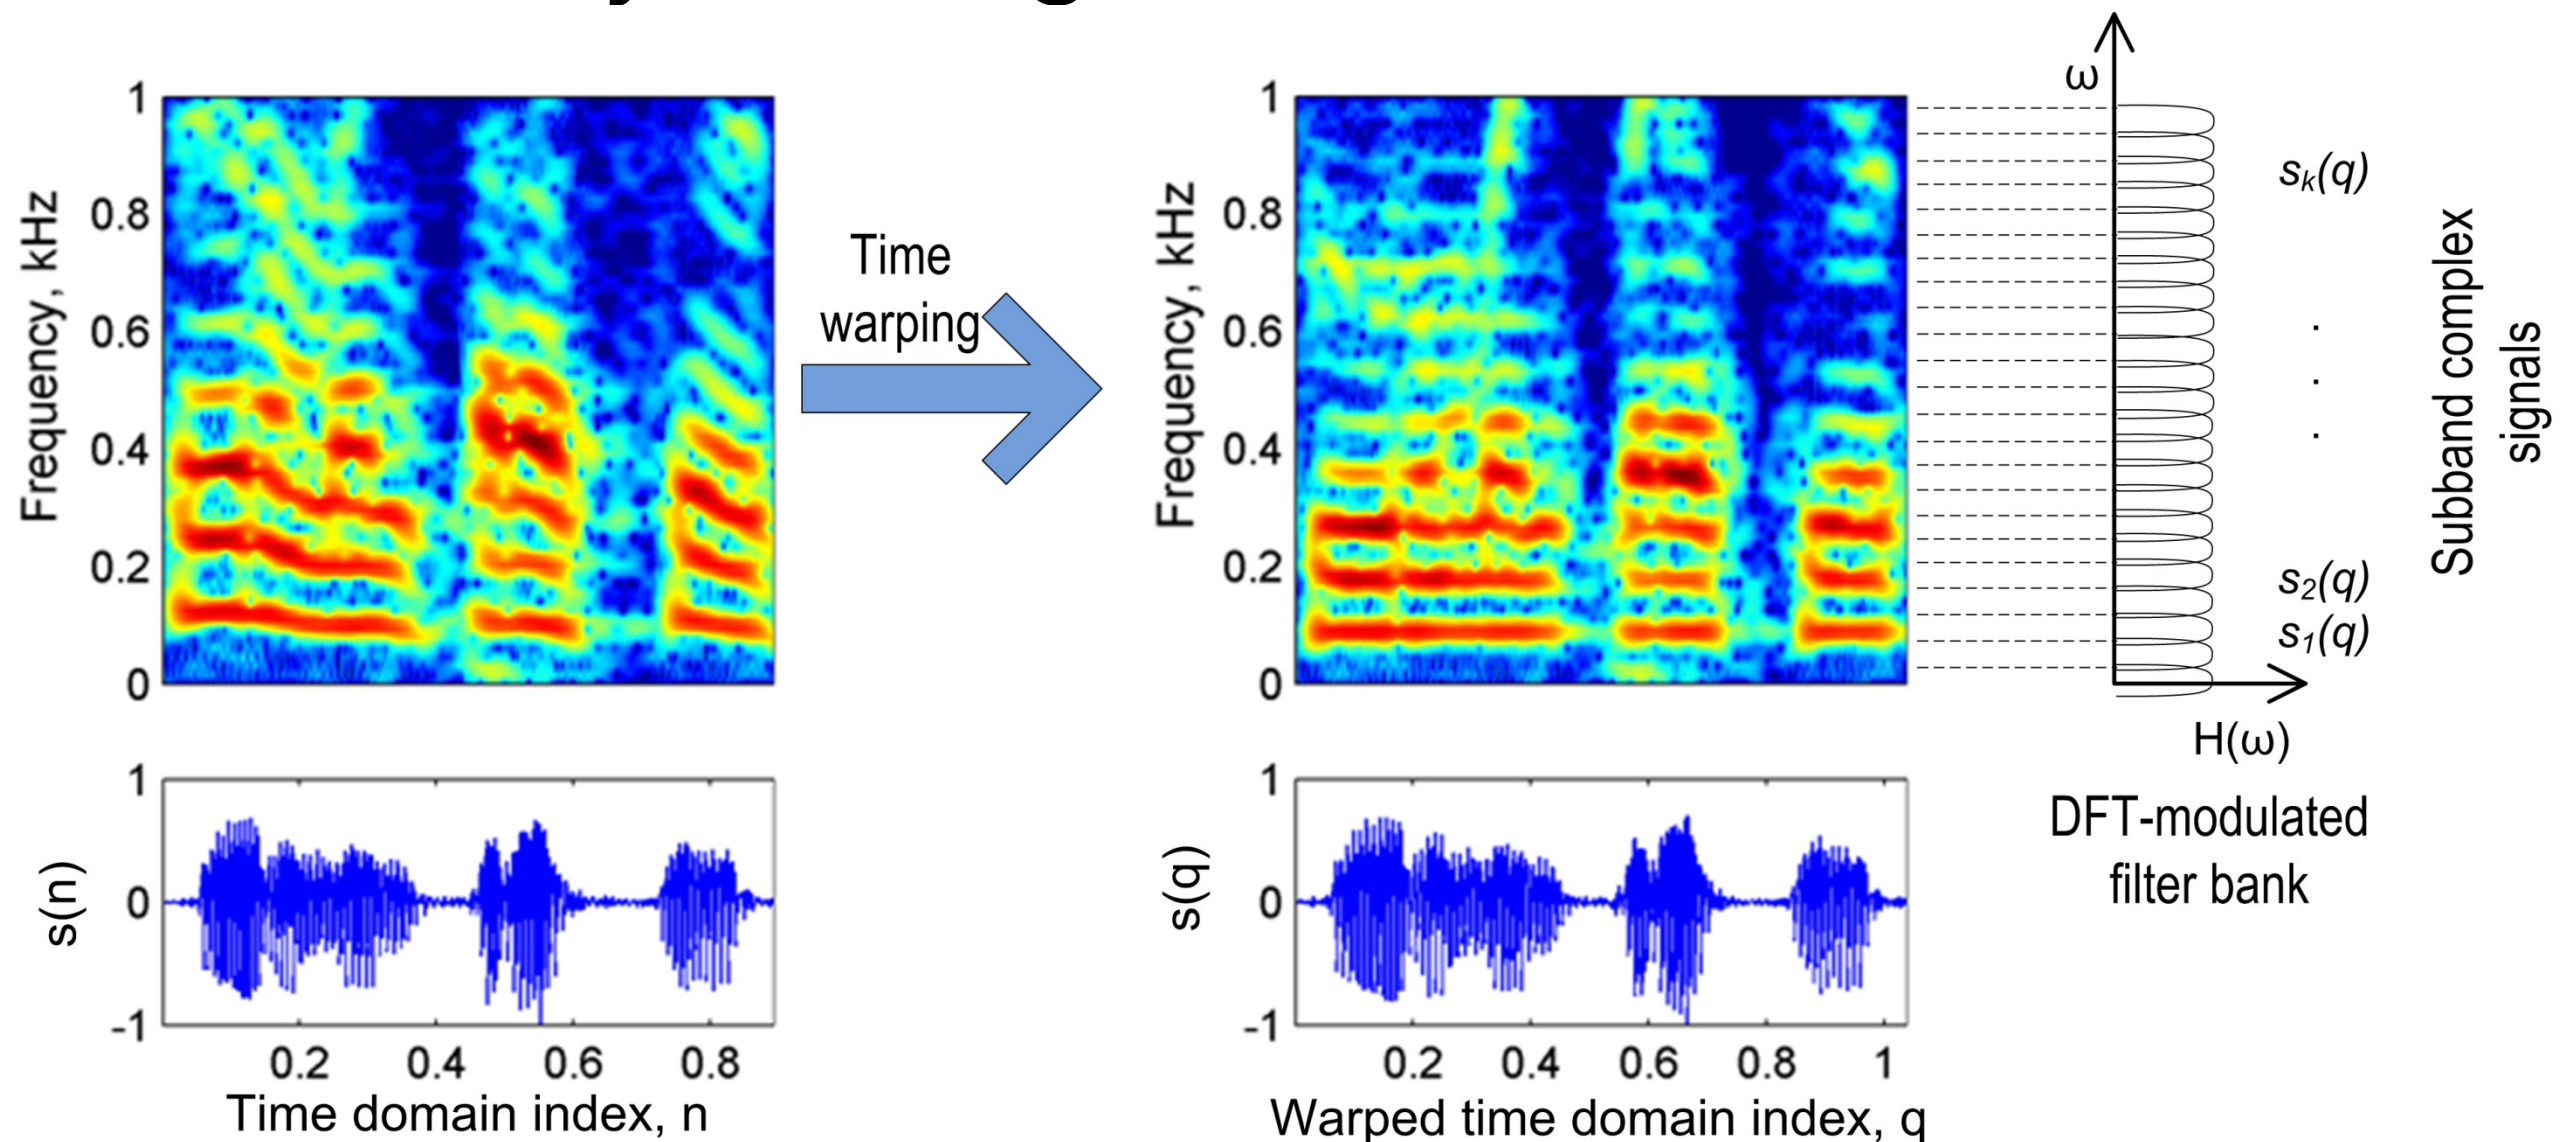 1
0.8
0.6
0.4
0.2
0
Frequency, kHz
Time
warping
1
0.8
0.6
0.4
0.2
0
Frequency, kHz
ω
sk(q)
.
.
.
s2(q)
s1(q)
H(ω)
Subband complex
signals
DFT-modulated
filter bank
1
0
-1
s(n)
0.2 0.4 0.6 0.8
Time domain index, n
1
0
-1
s(q)
0.2 0.4 0.6 0.8 1
Warped time domain index, q